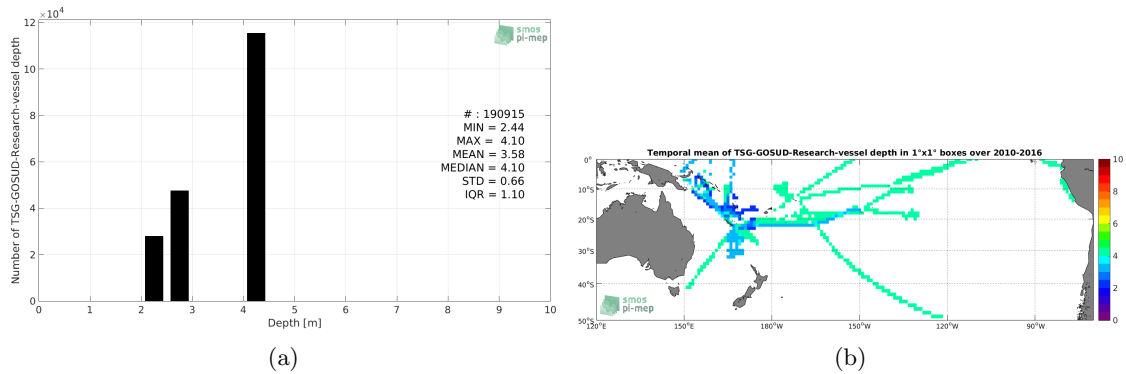 ×10⁴
12
10
8
6
4
2
0
Number of TSG-GOSUD-Research-vessel depth
0 1 2 3 4 5 6 7 8 9 10
Depth [m]
smos
pi-mep
# : 190915
MIN = 2.44
MAX = 4.10
MEAN = 3.58
MEDIAN = 4.10
STD = 0.66
IQR = 1.10
(a)
Temporal mean of TSG-GOSUD-Research-vessel depth in 1°x1° boxes over 2010-2016
0°
10°S
20°S
30°S
40°S
50°S
120°E 150°E 180°W 150°W 120°W 90°W
smos
pi-mep
10
8
6
4
2
0
(b)